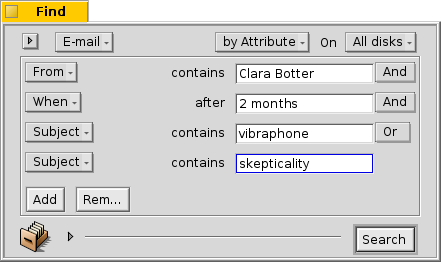 Find
E-mail by Attribute On All disks
From contains Clara Botter And
When after 2 months And
Subject contains vibraphone Or
Subject contains skepticality
Add Rem...
Search